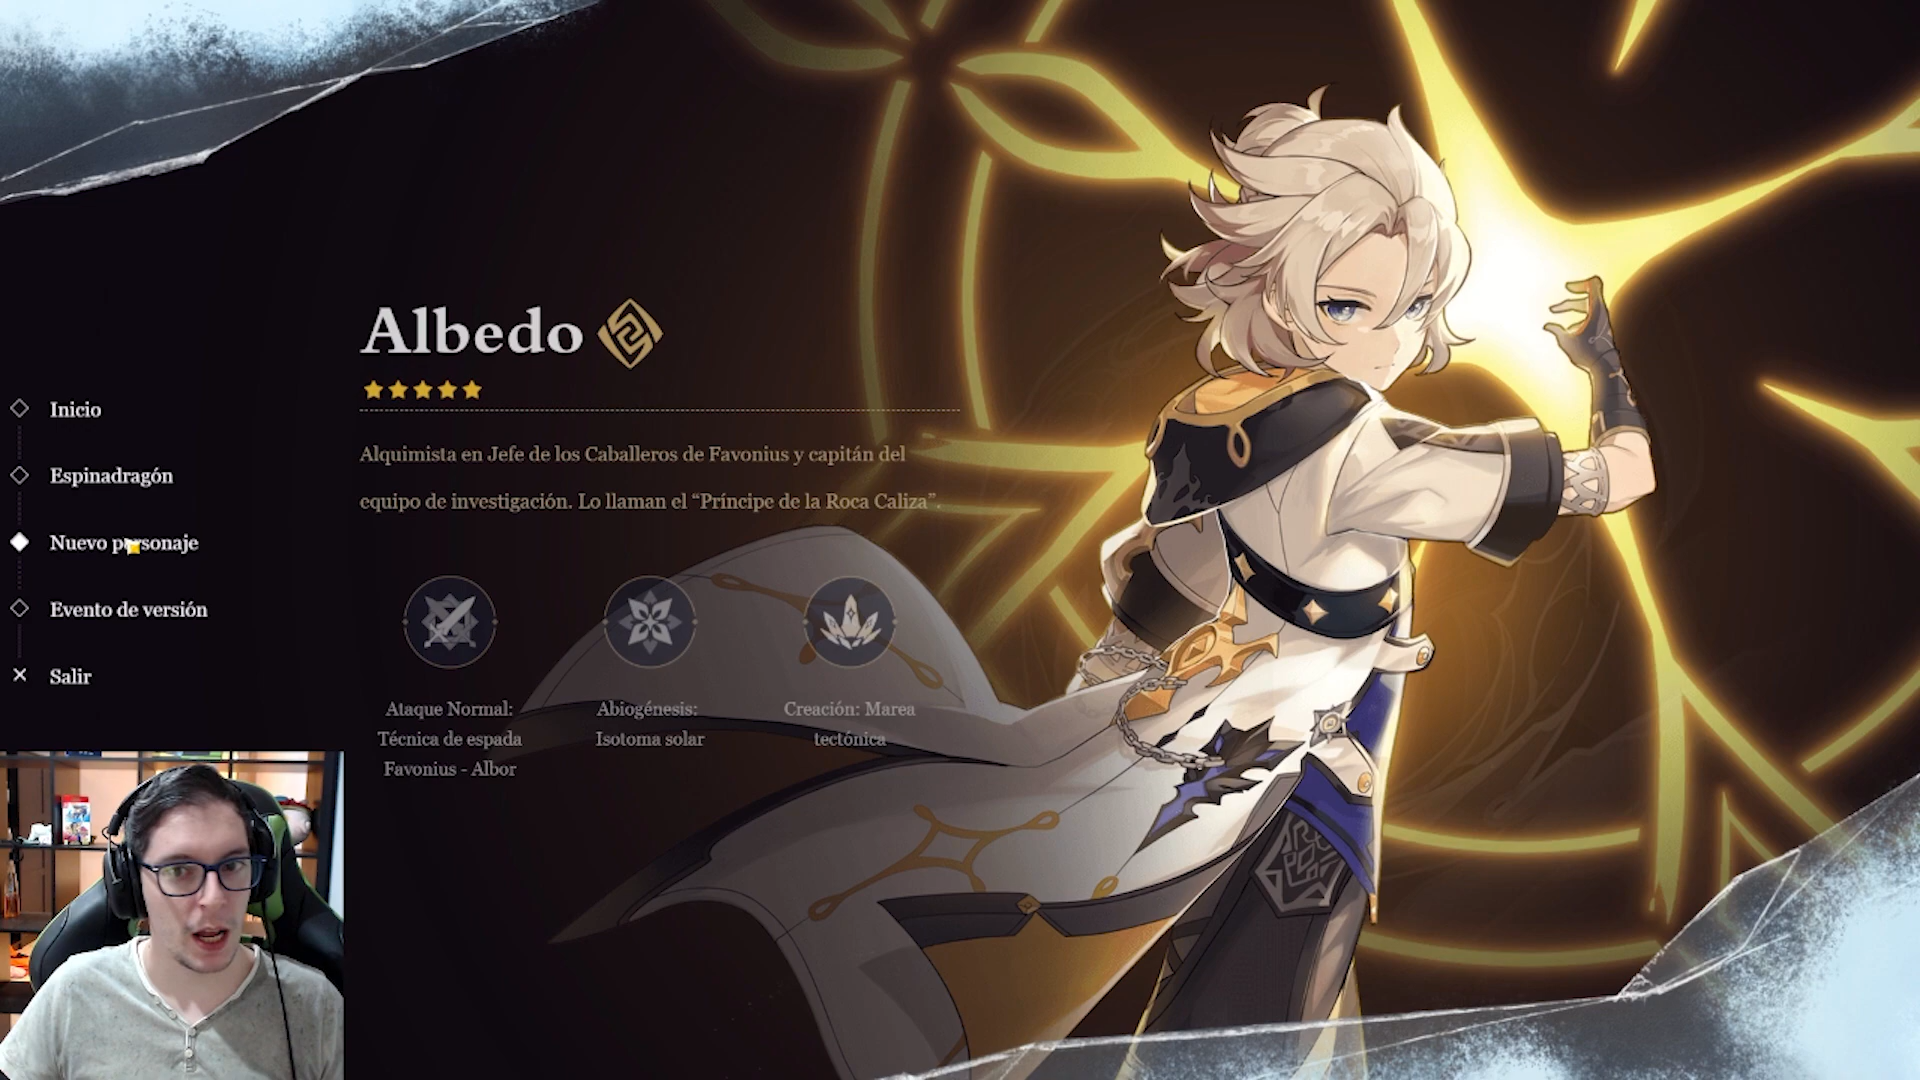 Albedo
Alquimista en Jefe de los Caballeros de Favonius y capitán del
equipo de investigación. Lo llaman el “Príncipe de la Roca Caliza”.
Inicio
Espinadragón
Nuevo personaje
Evento de versión
Salir
Ataque Normal:
Técnica de espada
Favonius - Albor
Abiogénesis:
Isotoma solar
Creación: Marea
tectónica